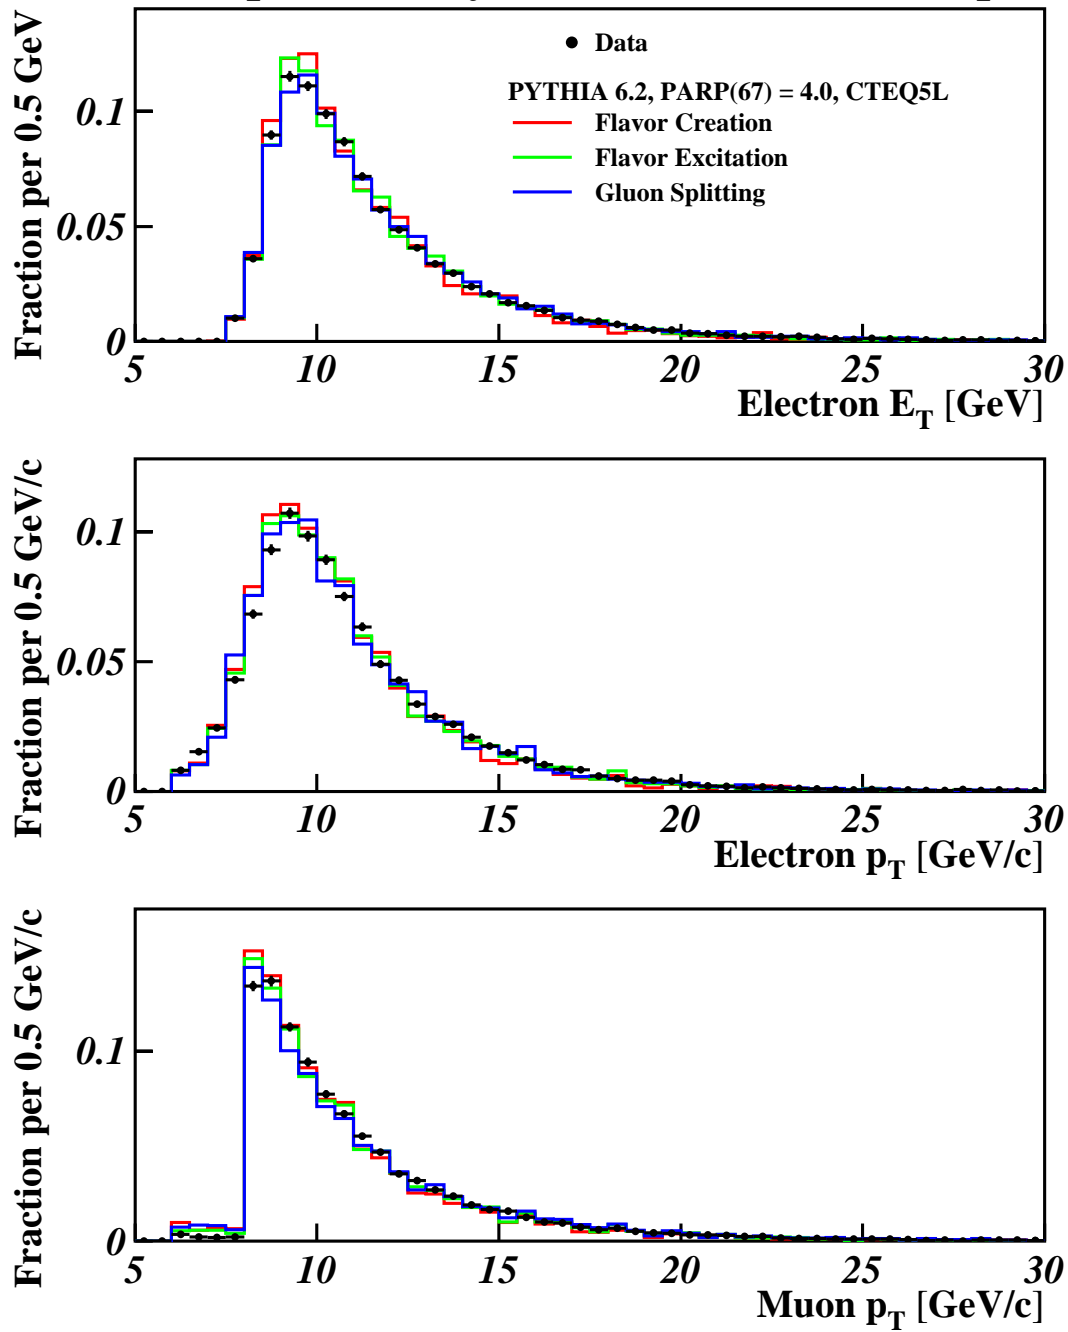 Fraction per 0.5 GeV
0.1
0.05
0
Data
PYTHIA 6.2, PARP(67) = 4.0, CTEQ5L
Flavor Creation
Flavor Excitation
Gluon Splitting
5 10 15 20 25 30
Electron E_T [GeV]
Fraction per 0.5 GeV/c
0.1
0.05
0
5 10 15 20 25 30
Electron p_T [GeV/c]
Fraction per 0.5 GeV/c
0.1
0
5 10 15 20 25 30
Muon p_T [GeV/c]